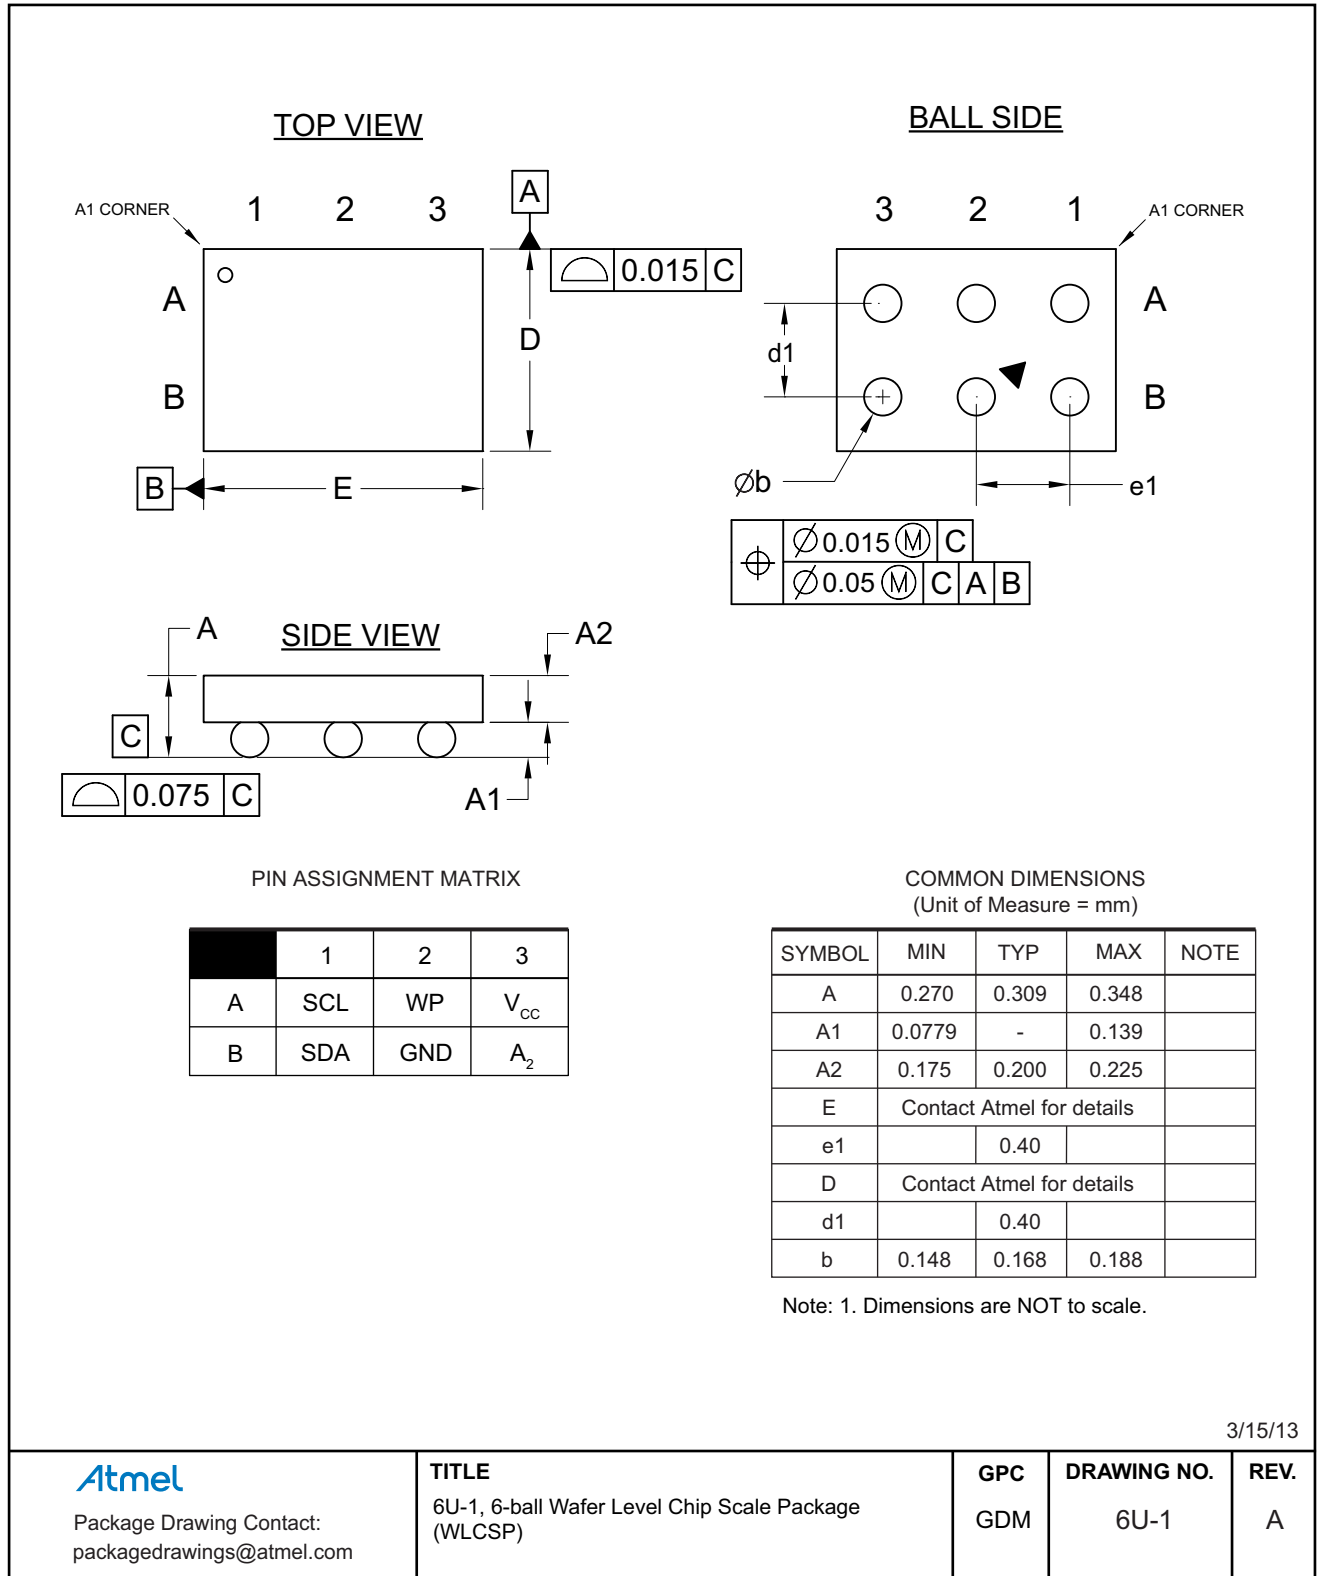 TOP VIEW
A1 CORNER
1 2 3
A
A
B
0.015 C
D
B
E
BALL SIDE
3 2 1
A1 CORNER
A
B
d1
Øb
e1
⌖ Ø 0.015 Ⓜ C
Ø 0.05 Ⓜ C A B
SIDE VIEW
A
A2
C
0.075 C
A1
PIN ASSIGNMENT MATRIX
1 2 3
A SCL WP VCC
B SDA GND A2
COMMON DIMENSIONS
(Unit of Measure = mm)
SYMBOL MIN TYP MAX NOTE
A 0.270 0.309 0.348
A1 0.0779 - 0.139
A2 0.175 0.200 0.225
E Contact Atmel for details
e1 0.40
D Contact Atmel for details
d1 0.40
b 0.148 0.168 0.188
Note: 1. Dimensions are NOT to scale.
3/15/13
Atmel
Package Drawing Contact:
packagedrawings@atmel.com
TITLE
6U-1, 6-ball Wafer Level Chip Scale Package
(WLCSP)
GPC
GDM
DRAWING NO.
6U-1
REV.
A